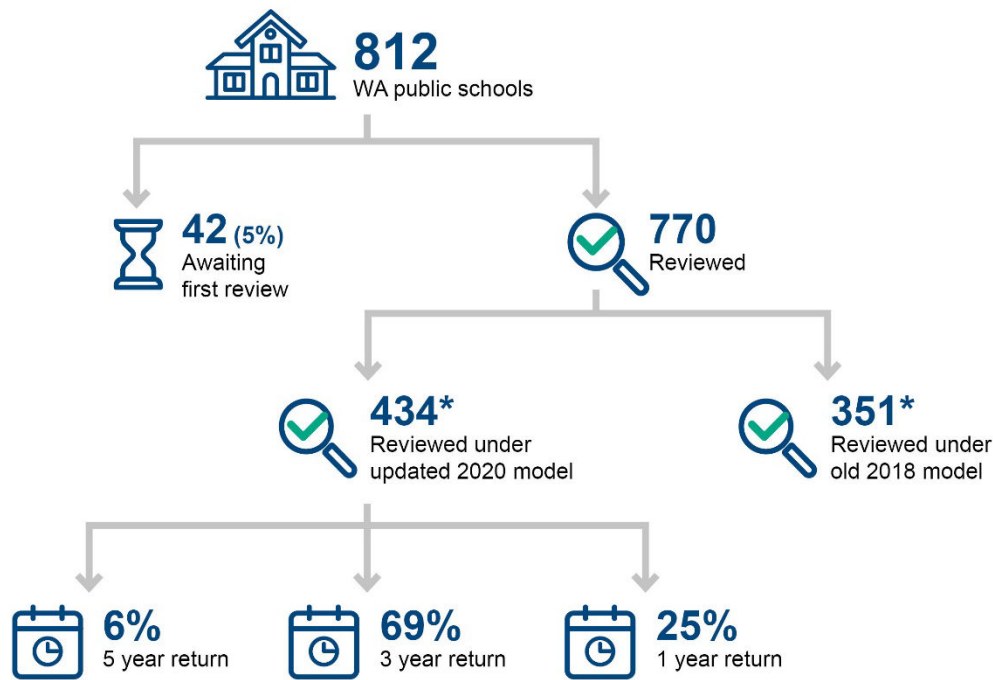 812
WA public schools
42 (5%)
Awaiting
first review
770
Reviewed
434*
Reviewed under
updated 2020 model
351*
Reviewed under
old 2018 model
6%
5 year return
69%
3 year return
25%
1 year return